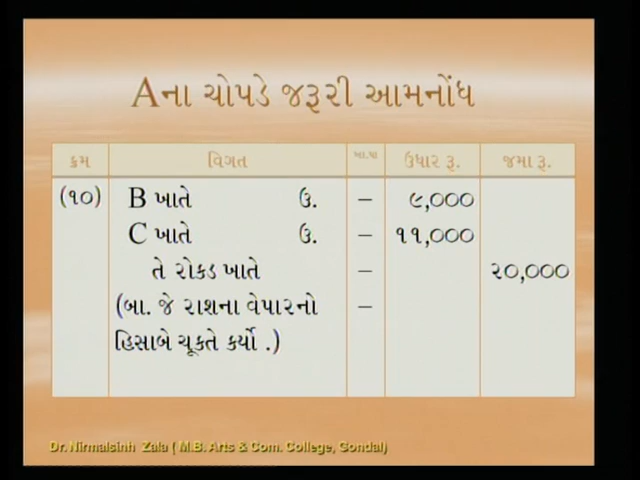 Aના ચોપડે જરૂરી આમનોંધ
ક્રમ વિગત ખા.પા ઉધાર રૂ. જમા રૂ.
(૧૦) B ખાતે ઉ. – ૯,૦૦૦
C ખાતે ઉ. – ૧૧,૦૦૦
તે રોકડ ખાતે – ૨૦,૦૦૦
(બા. જે રાશના વેપારનો –
હિસાબે ચૂકતે કર્યો .)
Dr. Nirmalsinh Zala ( M.B. Arts & Com. College, Gondal)